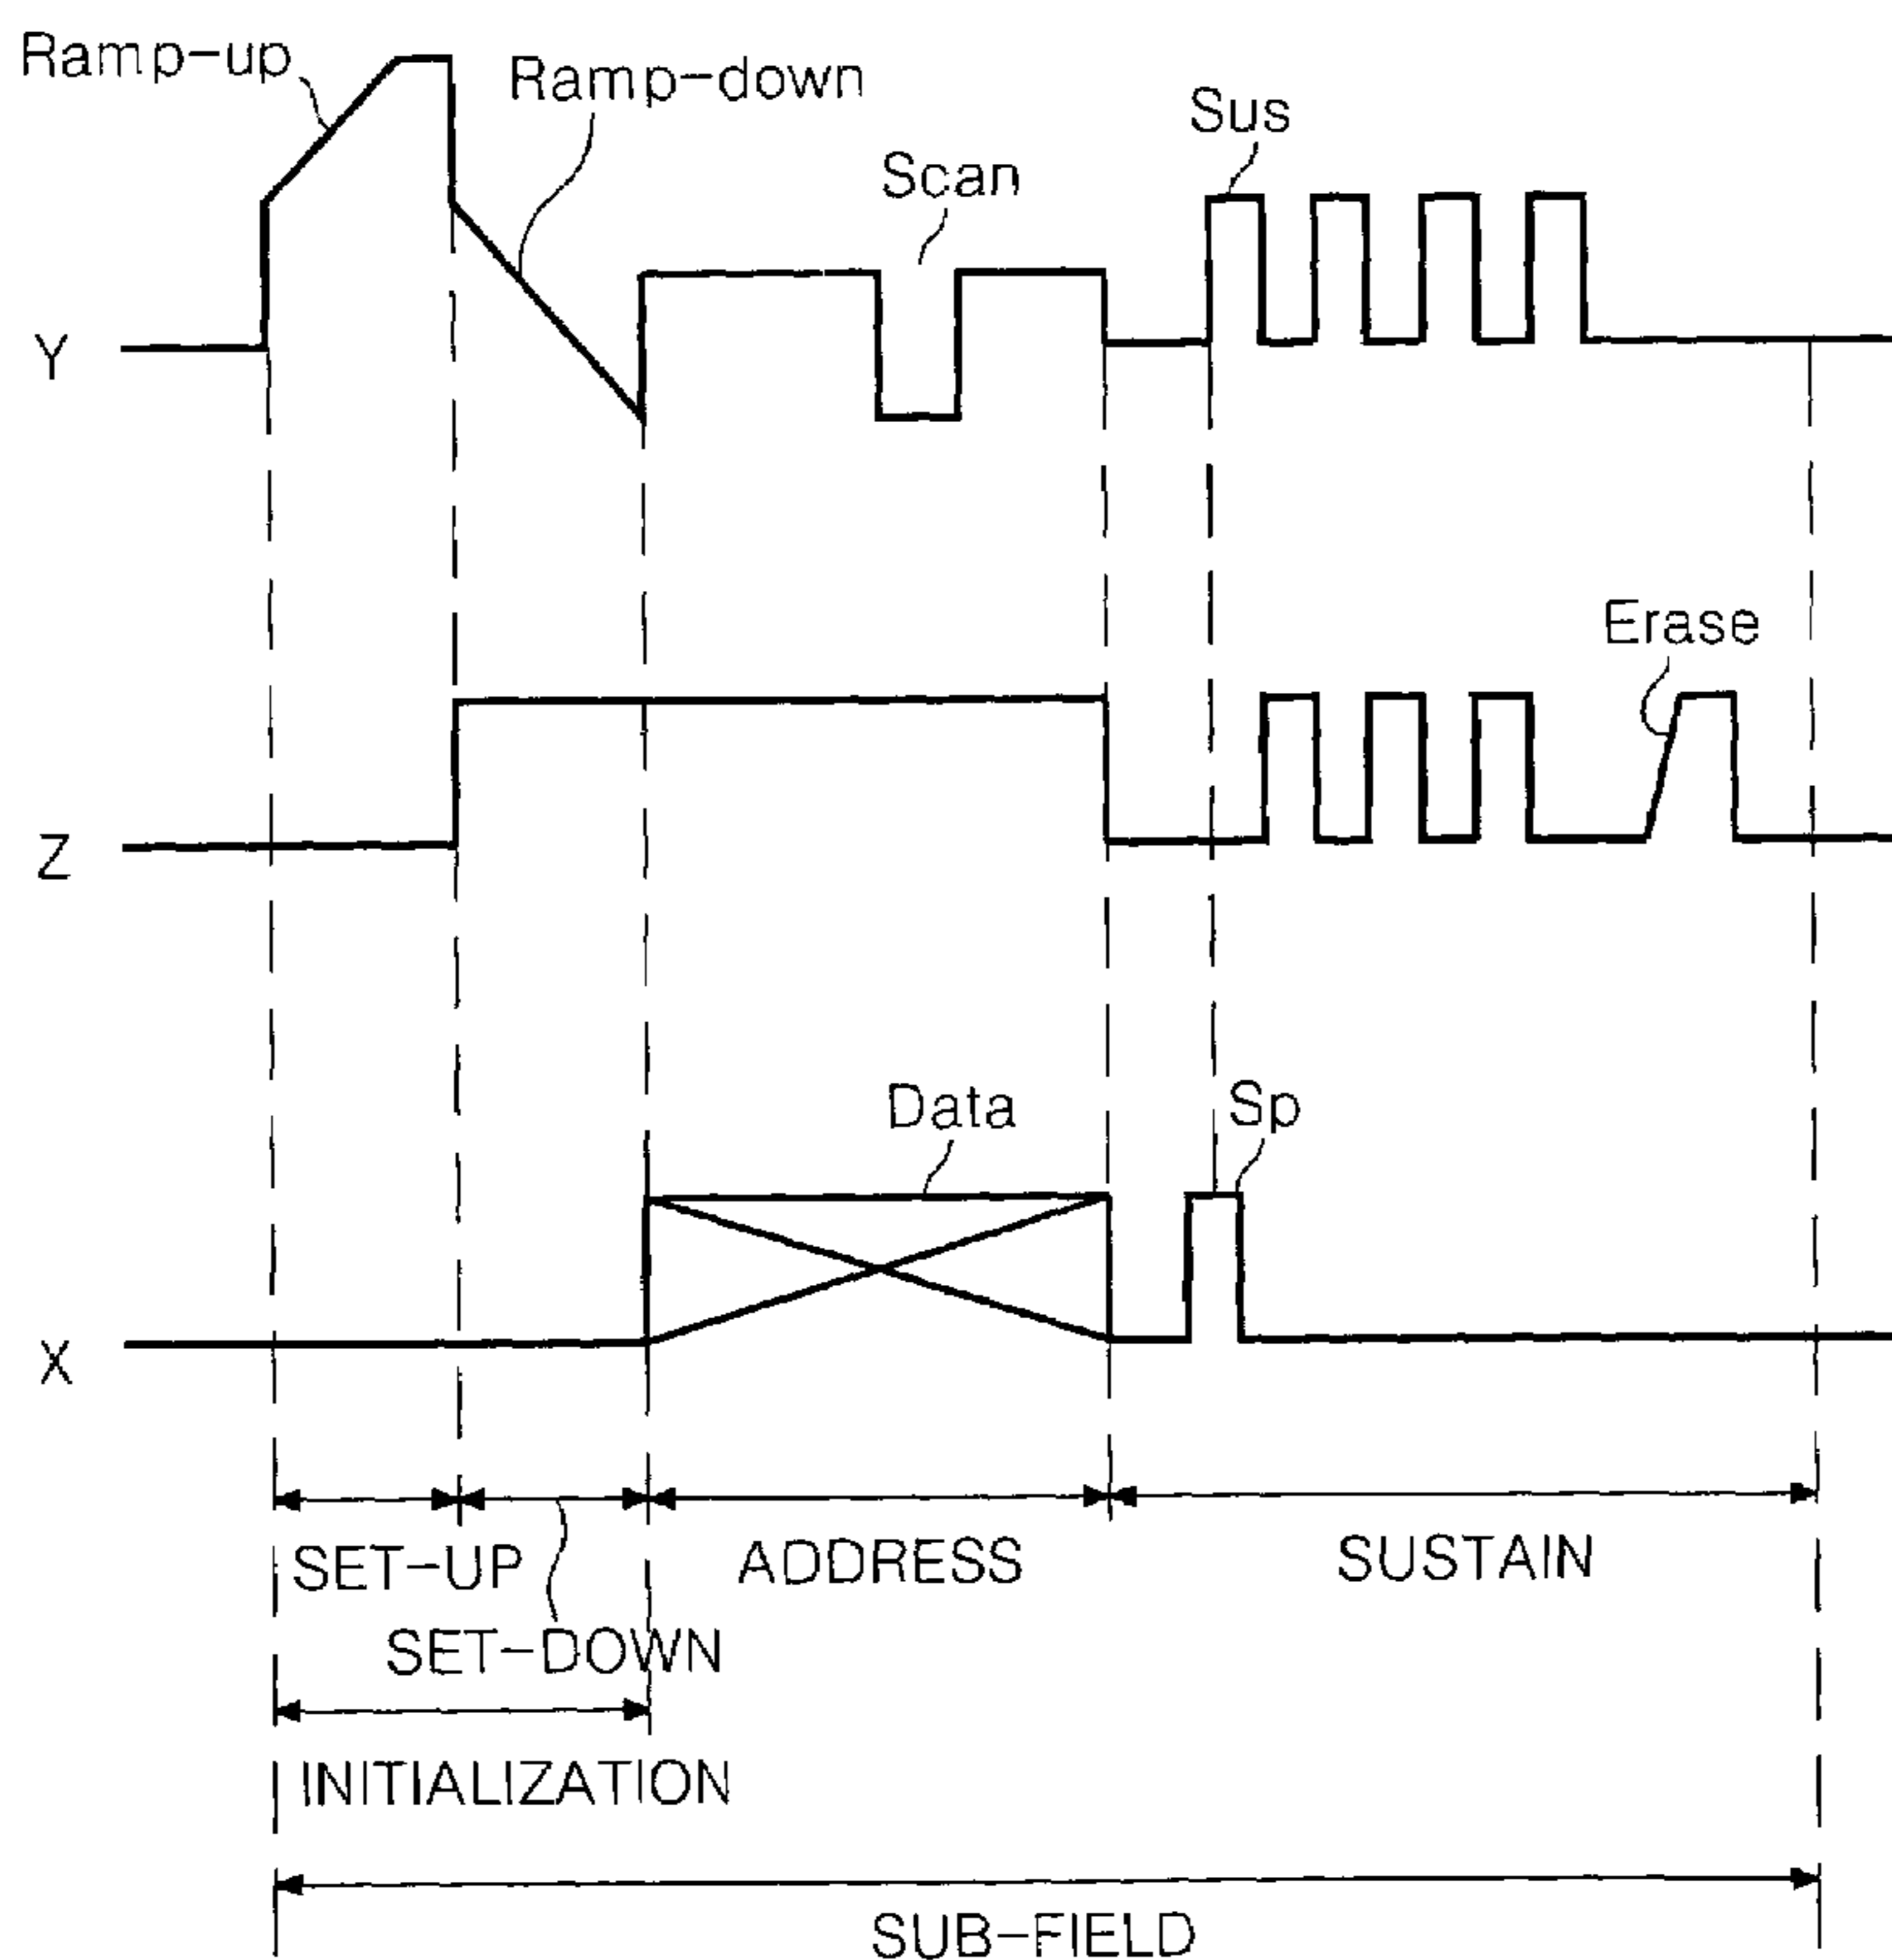 Ramp-up
Ramp-down
Sus
Scan
Y
Erase
Z
Data
Sp
X
SET-UP
ADDRESS
SUSTAIN
SET-DOWN
INITIALIZATION
SUB-FIELD